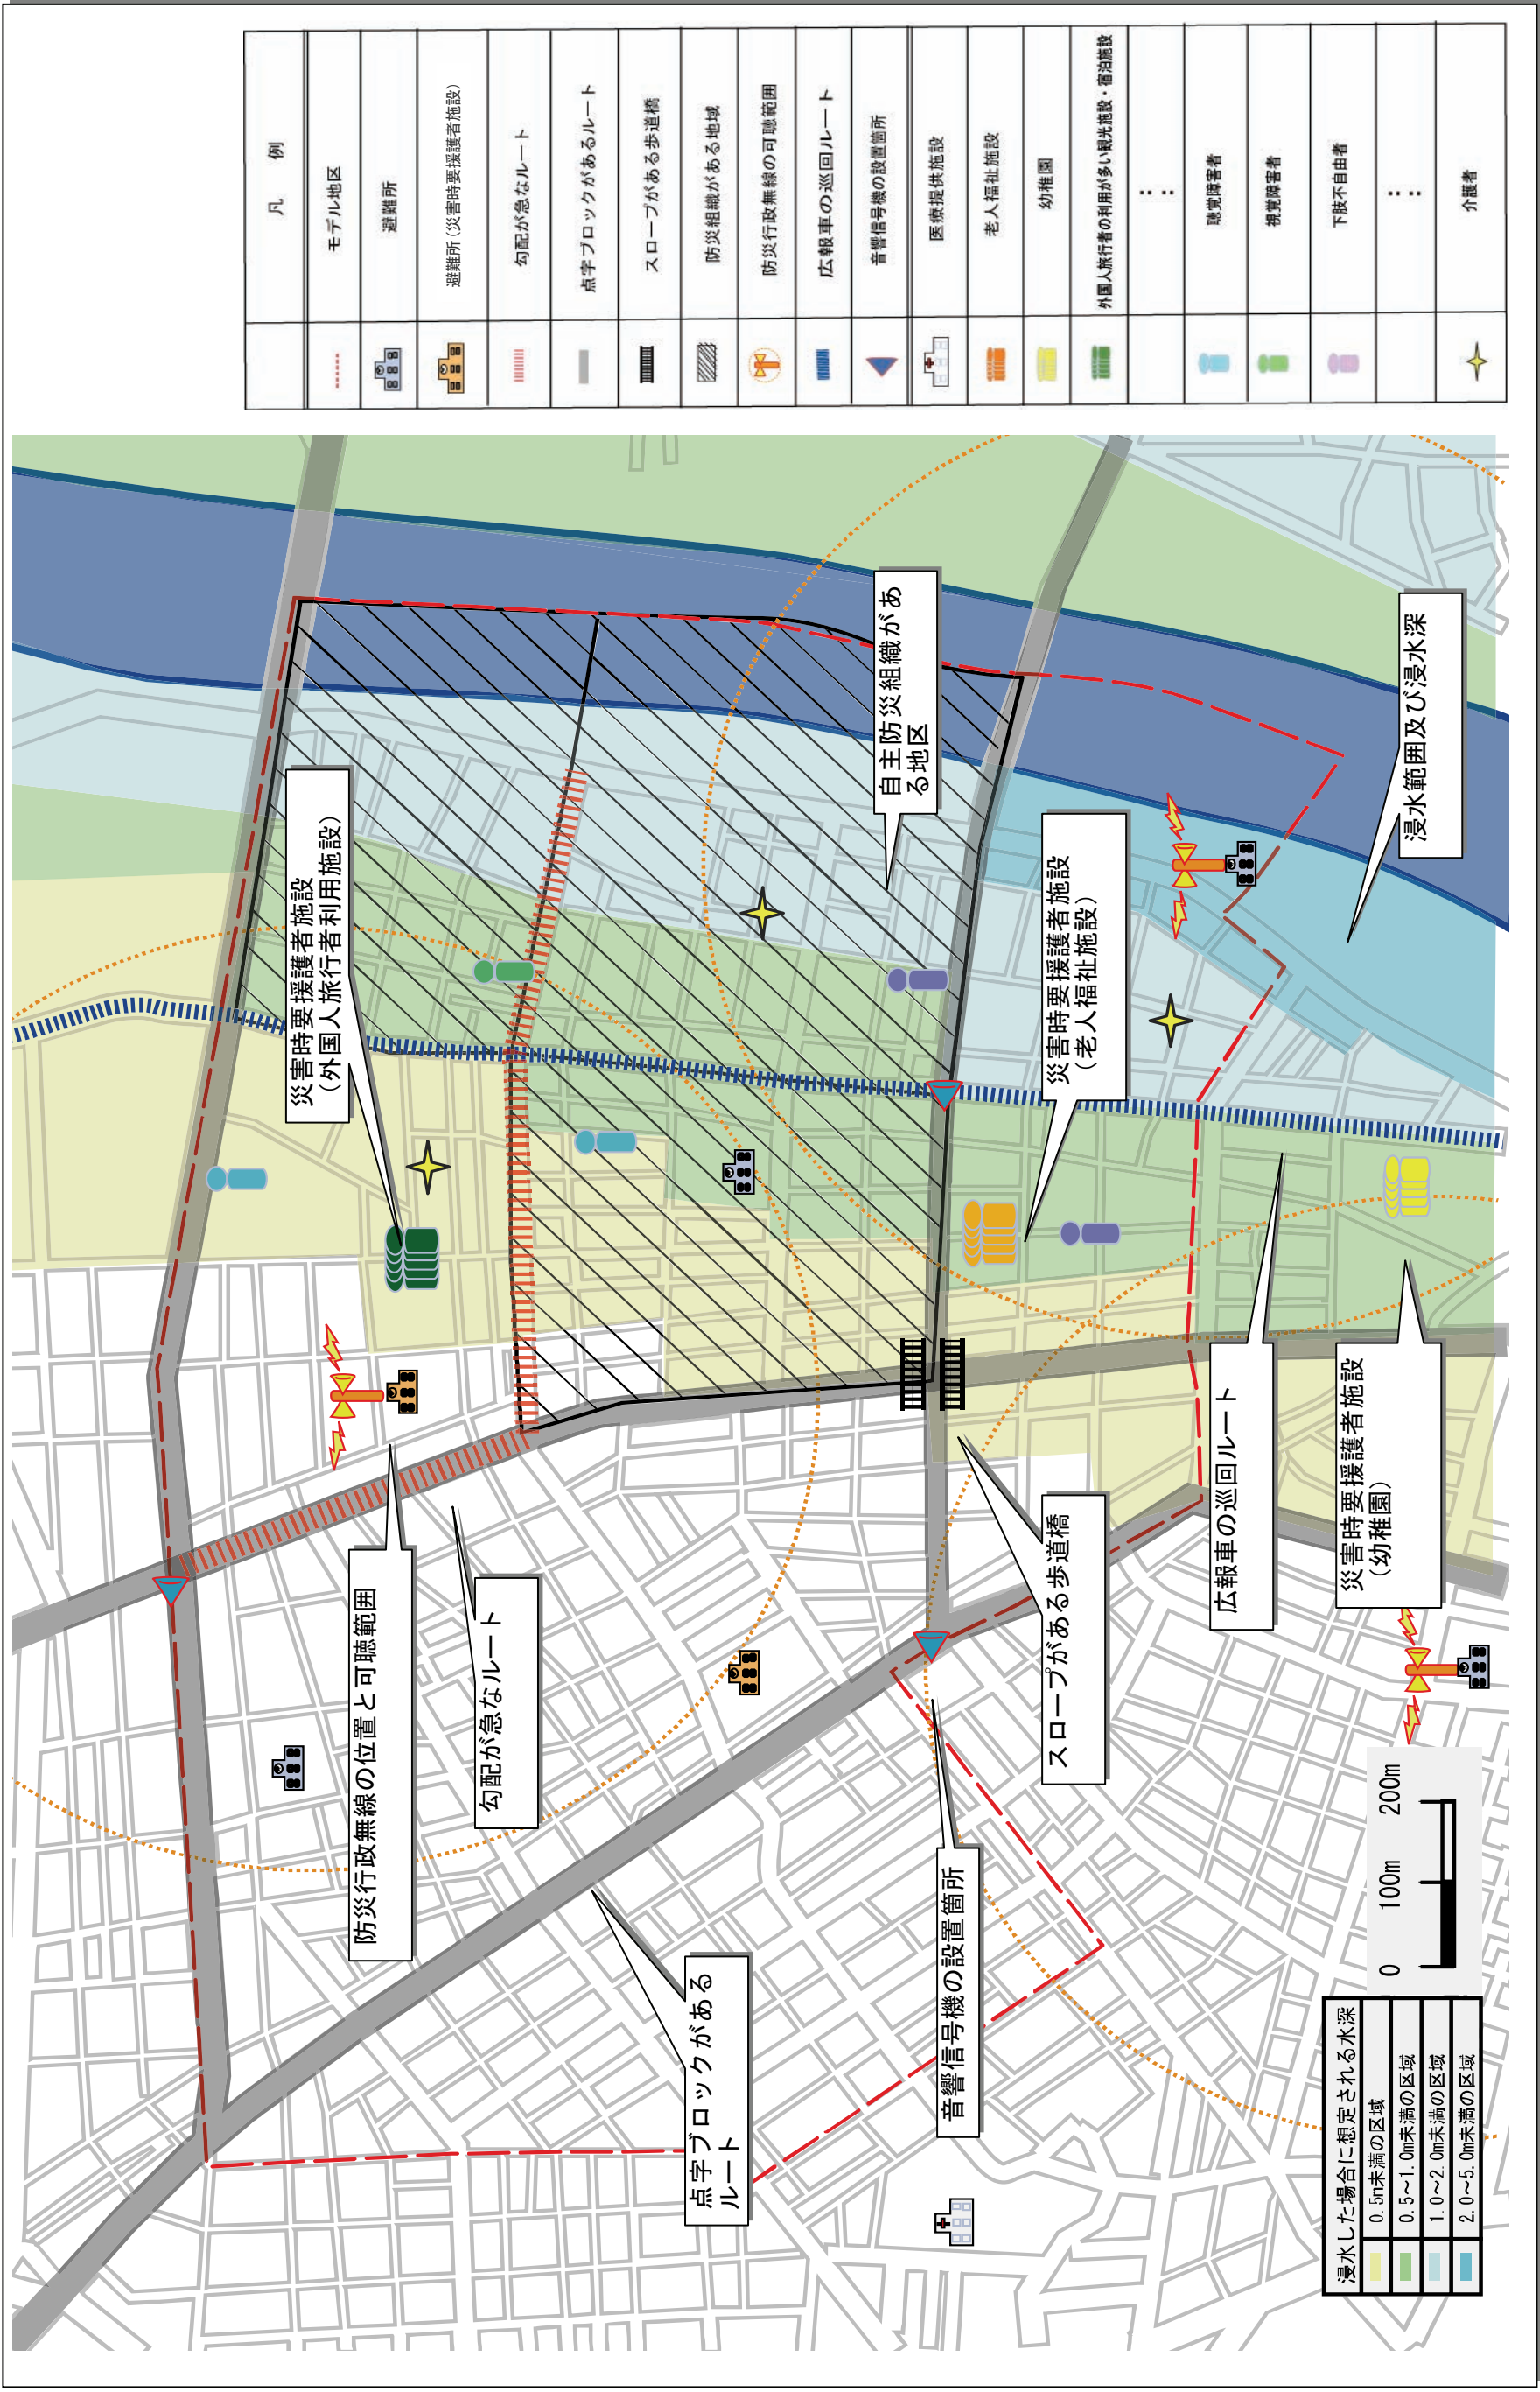 凡　例
モデル地区
避難所
避難所（災害時要援護者施設）
勾配が急なルート
点字ブロックがあるルート
スロープがある歩道橋
防災組織がある地域
防災行政無線の可聴範囲
広報車の巡回ルート
音響信号機の設置箇所
医療提供施設
老人福祉施設
幼稚園
外国人旅行者の利用が多い観光施設・宿泊施設
：：
聴覚障害者
視覚障害者
下肢不自由者
：：
介護者
災害時要援護者施設
（外国人旅行者利用施設）
自主防災組織があ
る地区
災害時要援護者施設
（老人福祉施設）
浸水範囲及び浸水深
防災行政無線の位置と可聴範囲
勾配が急なルート
スロープがある歩道橋
広報車の巡回ルート
災害時要援護者施設
（幼稚園）
点字ブロックがある
ルート
音響信号機の設置箇所
0 100m 200m
浸水した場合に想定される水深
0.5m未満の区域
0.5～1.0m未満の区域
1.0～2.0m未満の区域
2.0～5.0m未満の区域